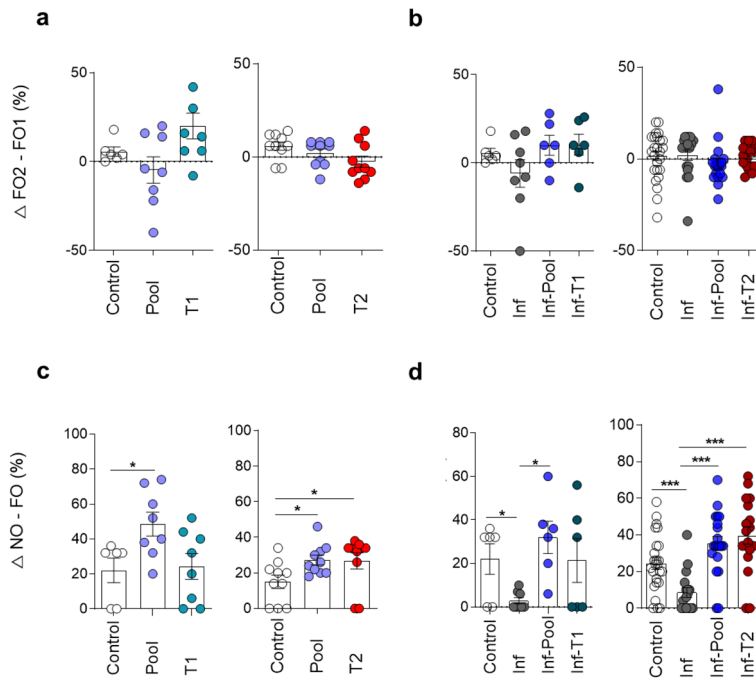 a
b
△ FO2 - FO1 (%)
50
0
-50
Control
Pool
T1
50
0
-50
Control
Pool
T2
50
0
-50
Control
Inf
Inf-Pool
Inf-T1
50
0
-50
Control
Inf
Inf-Pool
Inf-T2
c
d
△ NO - FO (%)
100
80
60
40
20
0
*
Control
Pool
T1
100
80
60
40
20
0
*
*
Control
Pool
T2
80
60
40
20
0
*
*
Control
Inf
Inf-Pool
Inf-T1
100
80
60
40
20
0
***
***
***
Control
Inf
Inf-Pool
Inf-T2